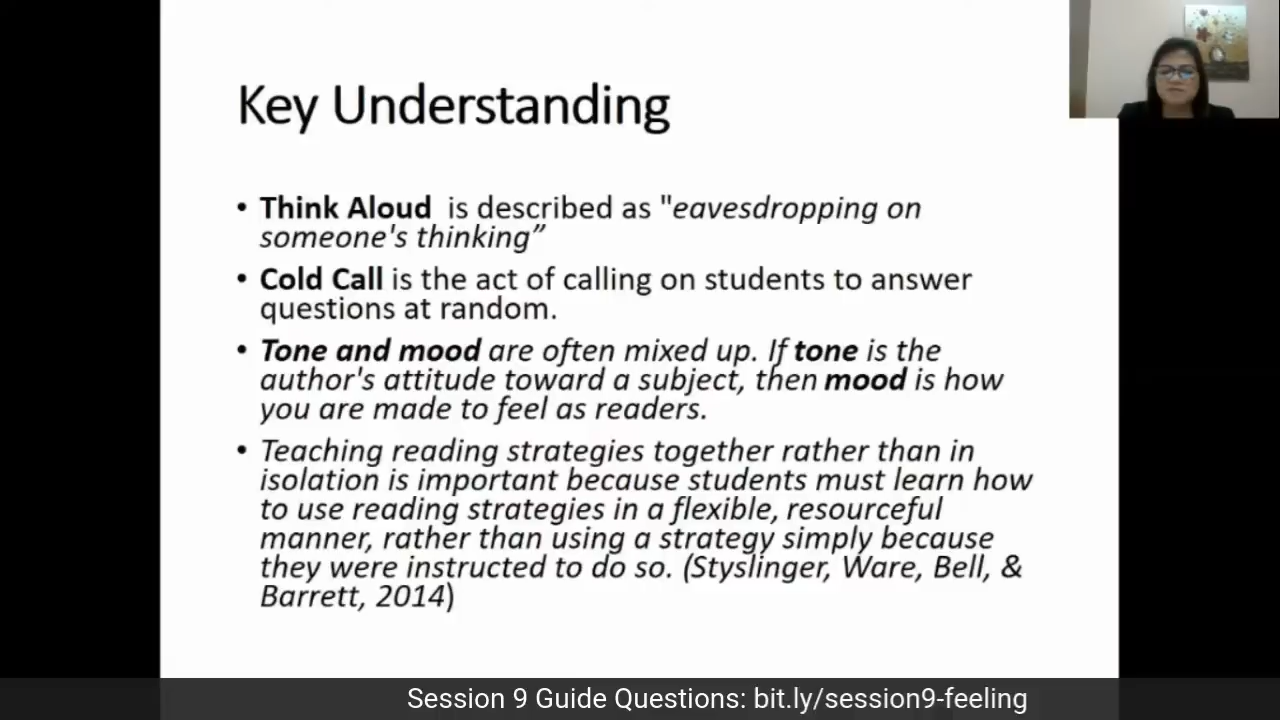 Key Understanding
• Think Aloud is described as "eavesdropping on
someone's thinking”
• Cold Call is the act of calling on students to answer
questions at random.
• Tone and mood are often mixed up. If tone is the
author's attitude toward a subject, then mood is how
you are made to feel as readers.
• Teaching reading strategies together rather than in
isolation is important because students must learn how
to use reading strategies in a flexible, resourceful
manner, rather than using a strategy simply because
they were instructed to do so. (Styslinger, Ware, Bell, &
Barrett, 2014)
Session 9 Guide Questions: bit.ly/session9-feeling